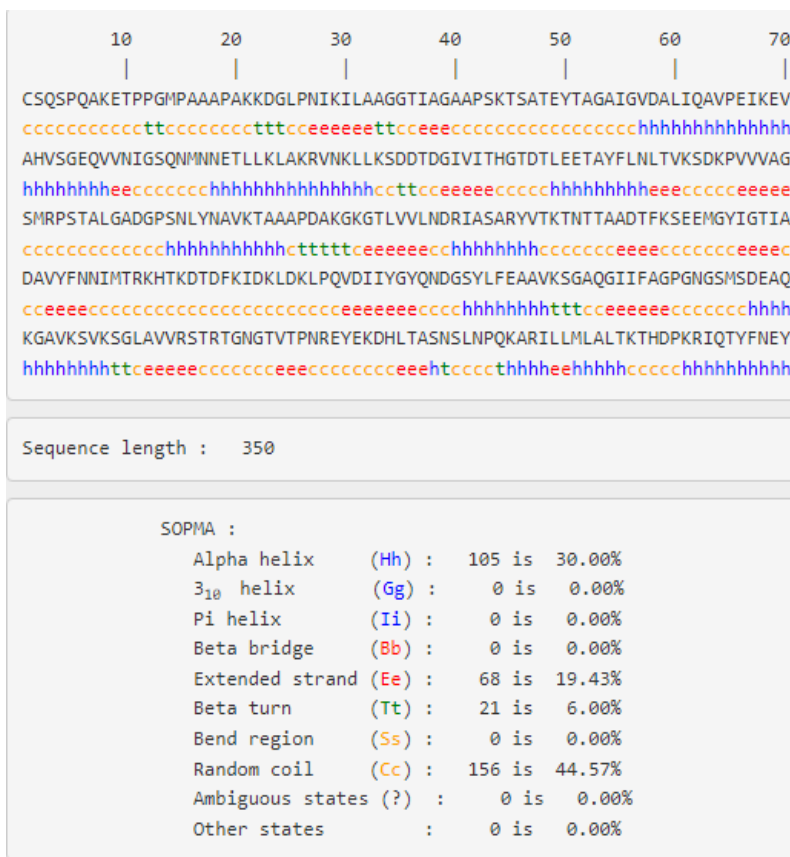 10 20 30 40 50 60 70
| | | | | | |
CSQSPQAKETPPGMPAAAPAKKDGLPNIKILAAGGTIAGAAPSKTSATEYTAGAIGVDALIQAVPEIKEV
cccccccccccttccccccccctttcceeeeeettcceeeccccccccccccccccchhhhhhhhhhhhh
AHVSGEQVVNIGSQNMNNETLLKLAKRVNKLLKSDDTDGIVITHGTDTLEETAYFLNLTVKSDKPVVVAG
hhhhhhhheeccccccchhhhhhhhhhhhhhhccttcceeeeeccccchhhhhhhhheeeccccceeeee
SMRPSTALGADGPSNLYNAVKTAAAPDAKGKGTLVVLNDRIASARYVTKTNTTAADTFKSEEMGYIGTIA
ccccccccccccchhhhhhhhhhhctttttceeeeeecchhhhhhhhccccccceeeecccccceeeec
DAVYFNNIMTRKHTKDTDFKIDKLDKLPQVDIIYGYQNDGSYLFEAAVKSGAQGIIFAGPGNGSMSDEAQ
cceeeeccccccccccccccccccccccceeeeeeecccchhhhhhhhtttcceeeeeeccccccchhhh
KGAVKSVKSGLAVVRSTRTGNGTVTPNREYEKDHLTASNSLNPQKARILLMLALTKTHDPKRIQTYFNEY
hhhhhhhhttceeeeeccccccceeeccccccccceeehtccccthhhheehhhhhccccchhhhhhhhhh
Sequence length : 350
SOPMA :
Alpha helix (Hh) : 105 is 30.00%
3₁₀ helix (Gg) : 0 is 0.00%
Pi helix (Ii) : 0 is 0.00%
Beta bridge (Bb) : 0 is 0.00%
Extended strand (Ee) : 68 is 19.43%
Beta turn (Tt) : 21 is 6.00%
Bend region (Ss) : 0 is 0.00%
Random coil (Cc) : 156 is 44.57%
Ambiguous states (?) : 0 is 0.00%
Other states : 0 is 0.00%